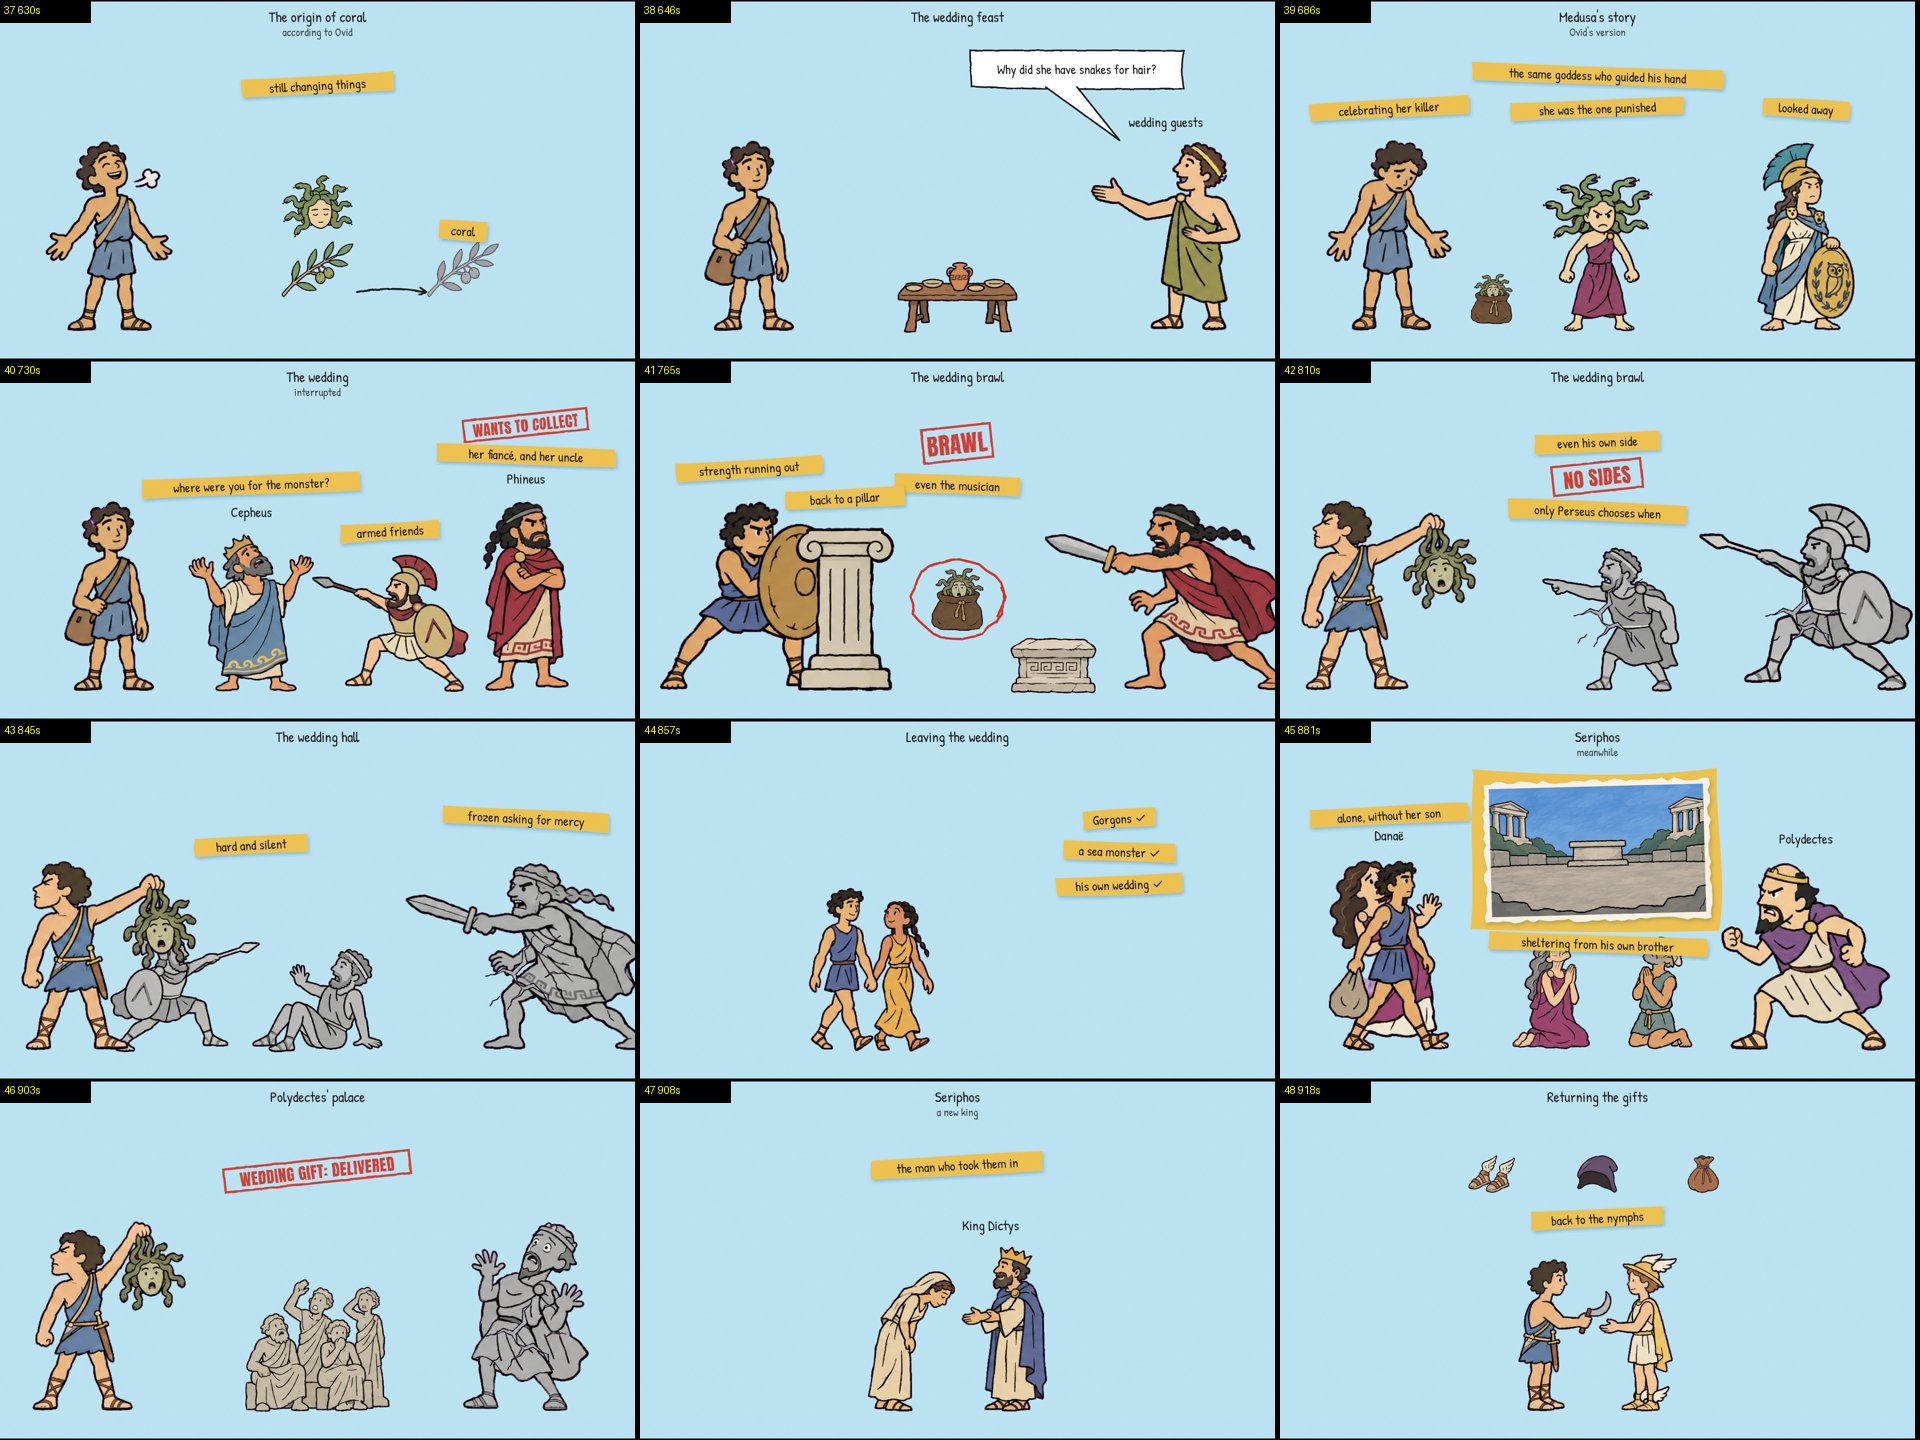 37 630s
The origin of coral
according to Ovid
still changing things
coral
38 646s
The wedding feast
Why did she have snakes for hair?
wedding guests
39 686s
Medusa's story
Ovid's version
the same goddess who guided his hand
celebrating her killer
she was the one punished
looked away
40 730s
The wedding
interrupted
WANTS TO COLLECT
her fiancé, and her uncle
Phineus
where were you for the monster?
Cepheus
armed friends
41 765s
The wedding brawl
BRAWL
strength running out
even the musician
back to a pillar
42 810s
The wedding brawl
even his own side
NO SIDES
only Perseus chooses when
43 845s
The wedding hall
frozen asking for mercy
hard and silent
44 857s
Leaving the wedding
Gorgons ✓
a sea monster ✓
his own wedding ✓
45 881s
Seriphos
meanwhile
alone, without her son
Danaë
Polydectes
sheltering from his own brother
46 903s
Polydectes' palace
WEDDING GIFT: DELIVERED
47 908s
Seriphos
a new king
the man who took them in
King Dictys
48 918s
Returning the gifts
back to the nymphs